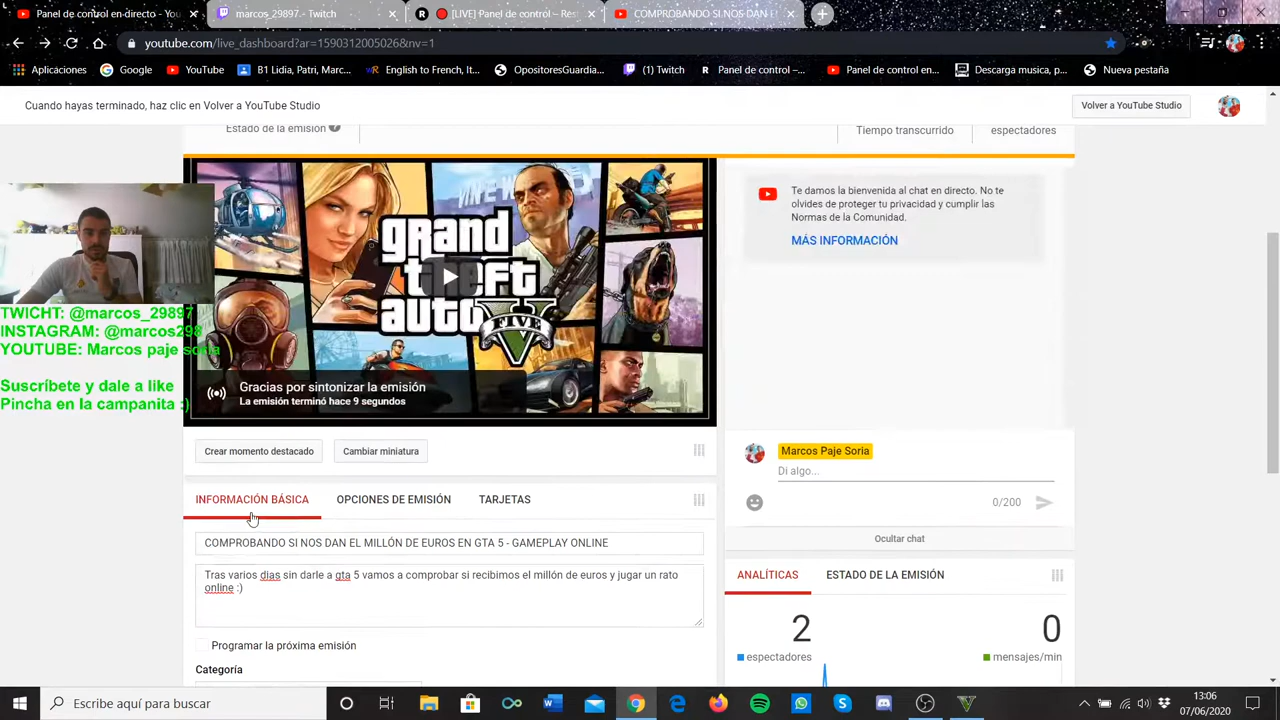 Panel de control en directo - You
marcos_29897 - Twitch
[LIVE] Panel de control – Res
COMPROBANDO SI NOS DAN E
youtube.com/live_dashboard?ar=15903120050268&nv=1
Aplicaciones
Google
YouTube
B1 Lidia, Patri, Marc...
English to French, It...
OpositoresGuardia...
(1) Twitch
Panel de control –...
Panel de control en...
Descarga musica, p...
Nueva pestaña
Cuando hayas terminado, haz clic en Volver a YouTube Studio
Volver a YouTube Studio
Estado de la emisión
Tiempo transcurrido
espectadores
grand
theft
auto
V
FIVE
Gracias por sintonizar la emisión
La emisión terminó hace 9 segundos
TWICHT: @marcos_29897
INSTAGRAM: @marcos298
YOUTUBE: Marcos paje soria
Suscríbete y dale a like
Pincha en la campanita :)
Te damos la bienvenida al chat en directo. No te
olvides de proteger tu privacidad y cumplir las
Normas de la Comunidad.
MÁS INFORMACIÓN
Crear momento destacado
Cambiar miniatura
Marcos Paje Soria
Di algo...
0/200
Ocultar chat
INFORMACIÓN BÁSICA
OPCIONES DE EMISIÓN
TARJETAS
COMPROBANDO SI NOS DAN EL MILLÓN DE EUROS EN GTA 5 - GAMEPLAY ONLINE
Tras varios dias sin darle a gta 5 vamos a comprobar si recibimos el millón de euros y jugar un rato
online :)
Programar la próxima emisión
Categoría
ANALÍTICAS
ESTADO DE LA EMISIÓN
2
espectadores
0
mensajes/min
Escribe aquí para buscar
13:06
07/06/2020